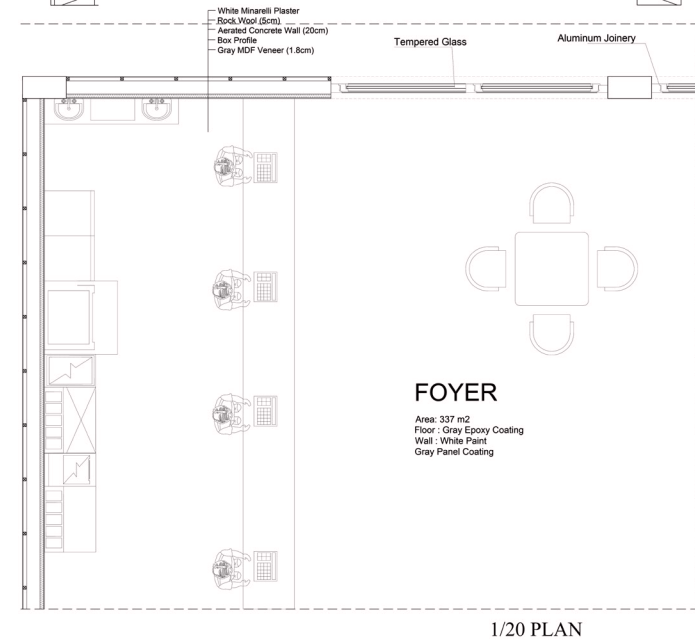 White Minarelli Plaster
Rock Wool (5cm)
Aerated Concrete Wall (20cm)
Box Profile
Gray MDF Veneer (1.8cm)
Tempered Glass
Aluminum Joinery
FOYER
Area: 337 m2
Floor : Gray Epoxy Coating
Wall : White Paint
Gray Panel Coating
1/20 PLAN